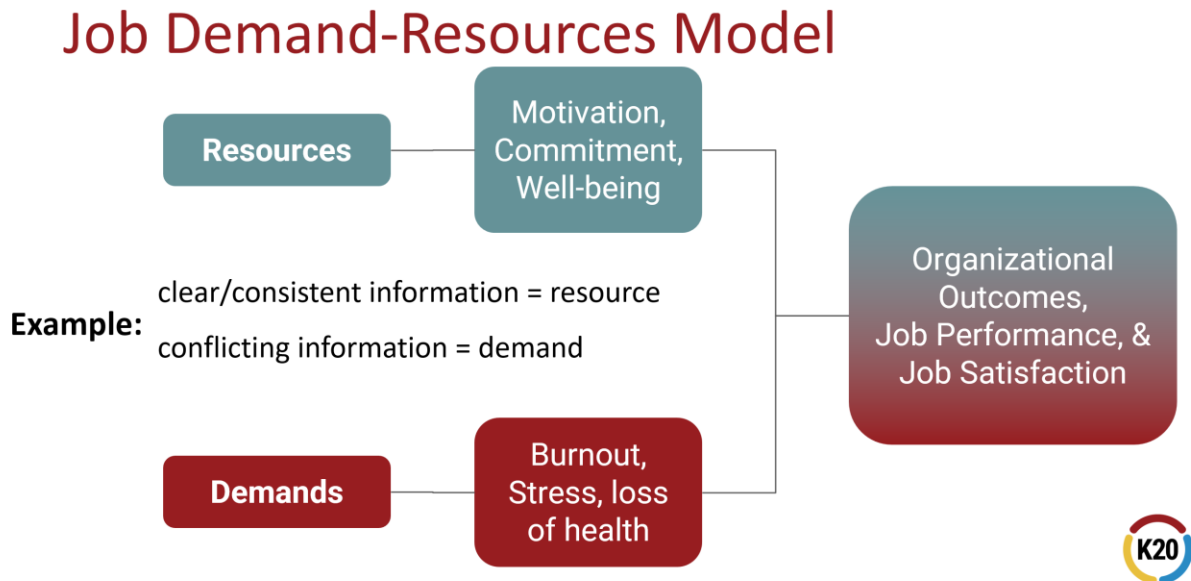 Job Demand-Resources Model
Resources
Motivation,
Commitment,
Well-being
Example:
clear/consistent information = resource
conflicting information = demand
Demands
Burnout,
Stress, loss
of health
Organizational
Outcomes,
Job Performance, &
Job Satisfaction
K20